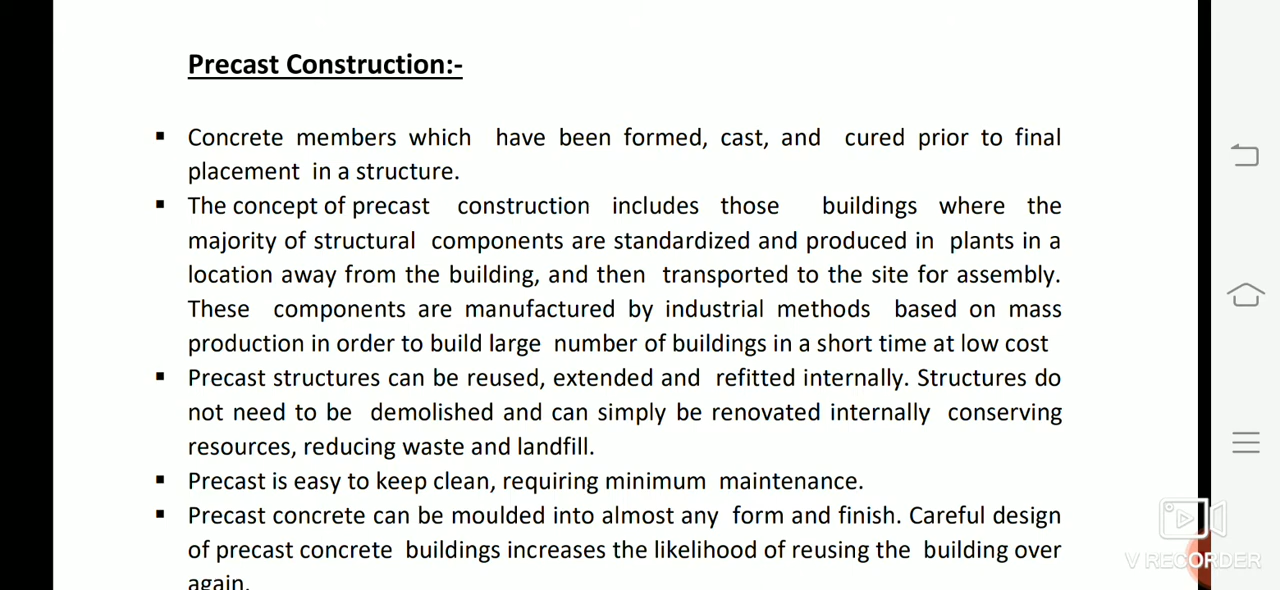 Precast Construction:-
▪ Concrete members which have been formed, cast, and cured prior to final
placement in a structure.
▪ The concept of precast construction includes those buildings where the
majority of structural components are standardized and produced in plants in a
location away from the building, and then transported to the site for assembly.
These components are manufactured by industrial methods based on mass
production in order to build large number of buildings in a short time at low cost
▪ Precast structures can be reused, extended and refitted internally. Structures do
not need to be demolished and can simply be renovated internally conserving
resources, reducing waste and landfill.
▪ Precast is easy to keep clean, requiring minimum maintenance.
▪ Precast concrete can be moulded into almost any form and finish. Careful design
of precast concrete buildings increases the likelihood of reusing the building over
again.
V RECORDER